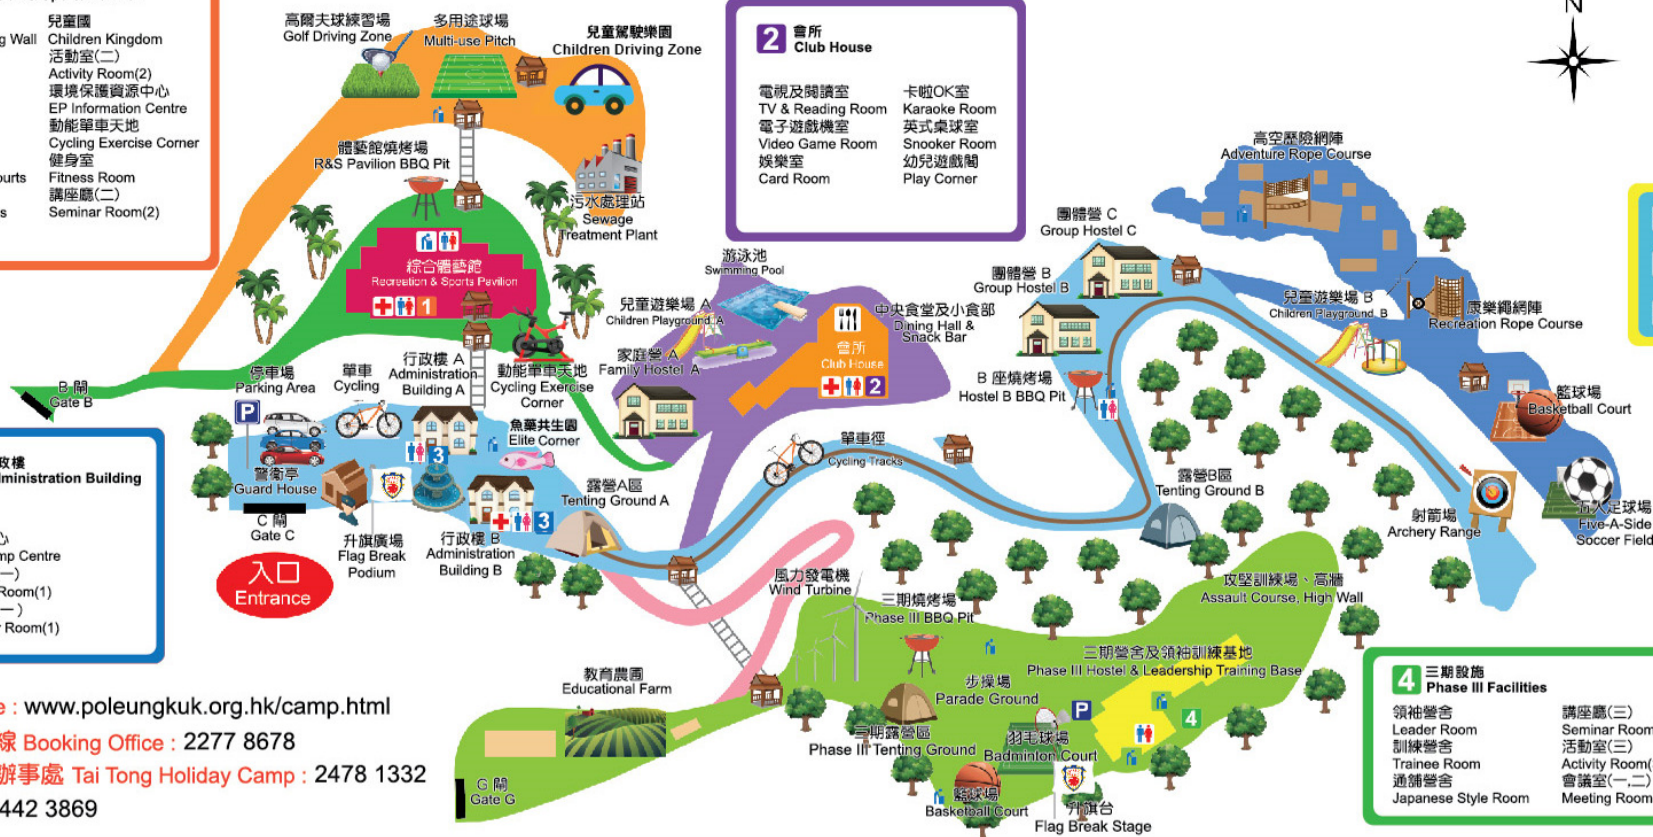 兒童園
g Wall Children Kingdom
活動室(二)
Activity Room(2)
環境保護資源中心
EP Information Centre
動能單車天地
Cycling Exercise Corner
健身室
ourts Fitness Room
講座廳(二)
s Seminar Room(2)
高爾夫球練習場
Golf Driving Zone
多用途球場
Multi-use Pitch
兒童駕駛樂園
Children Driving Zone
2 會所
Club House
電視及閱讀室 卡啦OK室
TV & Reading Room Karaoke Room
電子遊戲機室 英式桌球室
Video Game Room Snooker Room
娛樂室 幼兒遊戲閣
Card Room Play Corner
N
體藝館燒烤場
R&S Pavilion BBQ Pit
污水處理站
Sewage
Treatment Plant
高空歷險網陣
Adventure Rope Course
團體營 C
Group Hostel C
綜合體藝館
Recreation & Sports Pavilion
1
游泳池
Swimming Pool
團體營 B
Group Hostel B
兒童遊樂場 A
Children Playground A
中央食堂及小食部
Dining Hall &
Snack Bar
兒童遊樂場 B
Children Playground B
康樂繩網陣
Recreation Rope Course
會所
Club House
2
家庭營 A
Family Hostel A
B 閘
Gate B
停車場
Parking Area
P
單車
Cycling
行政樓 A
Administration
Building A
動能單車天地
Cycling Exercise
Corner
B 座燒烤場
Hostel B BBQ Pit
籃球場
Basketball Court
魚藥共生園
Elite Corner
3
單車徑
Cycling Tracks
政樓
dministration Building
心
mp Centre
一)
Room(1)
一)
r Room(1)
警衛亭
Guard House
C 閘
Gate C
入口
Entrance
升旗廣場
Flag Break
Podium
3
行政樓 B
Administration
Building B
露營A區
Tenting Ground A
露營B區
Tenting Ground B
射箭場
Archery Range
五人足球場
Five-A-Side
Soccer Field
風力發電機
Wind Turbine
三期燒烤場
Phase III BBQ Pit
攻堅訓練場、高牆
Assault Course, High Wall
三期營舍及領袖訓練基地
Phase III Hostel & Leadership Training Base
教育農圃
Educational Farm
步操場
Parade Ground
P
4
三期露營區
Phase III Tenting Ground
羽毛球場
Badminton Court
籃球場
Basketball Court
升旗台
Flag Break Stage
G 閘
Gate G
e : www.poleungkuk.org.hk/camp.html
線 Booking Office : 2277 8678
辦事處 Tai Tong Holiday Camp : 2478 1332
442 3869
4 三期設施
Phase III Facilities
領袖營舍 講座廳(三)
Leader Room Seminar Room
訓練營舍 活動室(三)
Trainee Room Activity Room(
通舖營舍 會議室(一,二)
Japanese Style Room Meeting Room